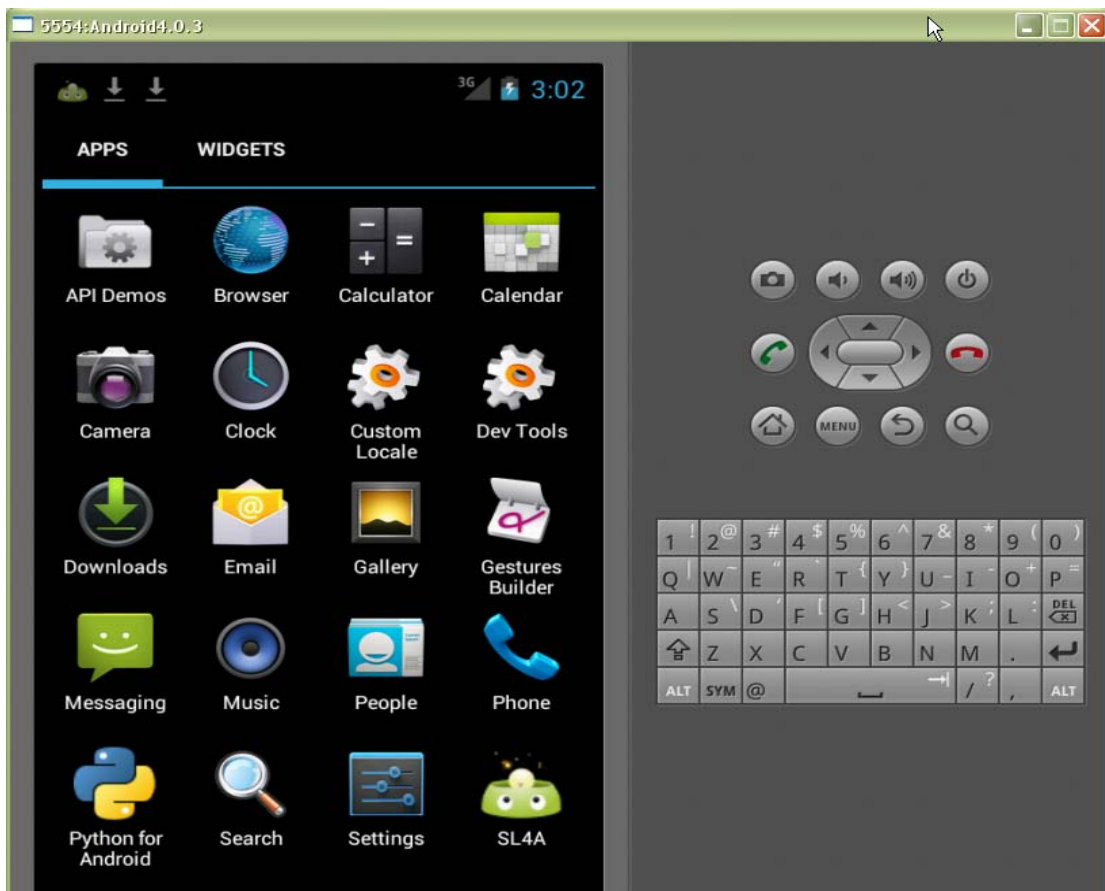 5554:Android4.0.3
3G 3:02
APPS WIDGETS
API Demos Browser Calculator Calendar
Camera Clock Custom Locale Dev Tools
Downloads Email Gallery Gestures Builder
Messaging Music People Phone
Python for Android Search Settings SL4A
MENU
1 ! 2 @ 3 # 4 $ 5 % 6 ^ 7 & 8 * 9 ( 0 )
Q | W ~ E " R ` T { Y } U _ I - O + P =
A S \ D ' F [ G ] H < J > K ; L : DEL
Z X C V B N M .
ALT SYM @ / ? , ALT